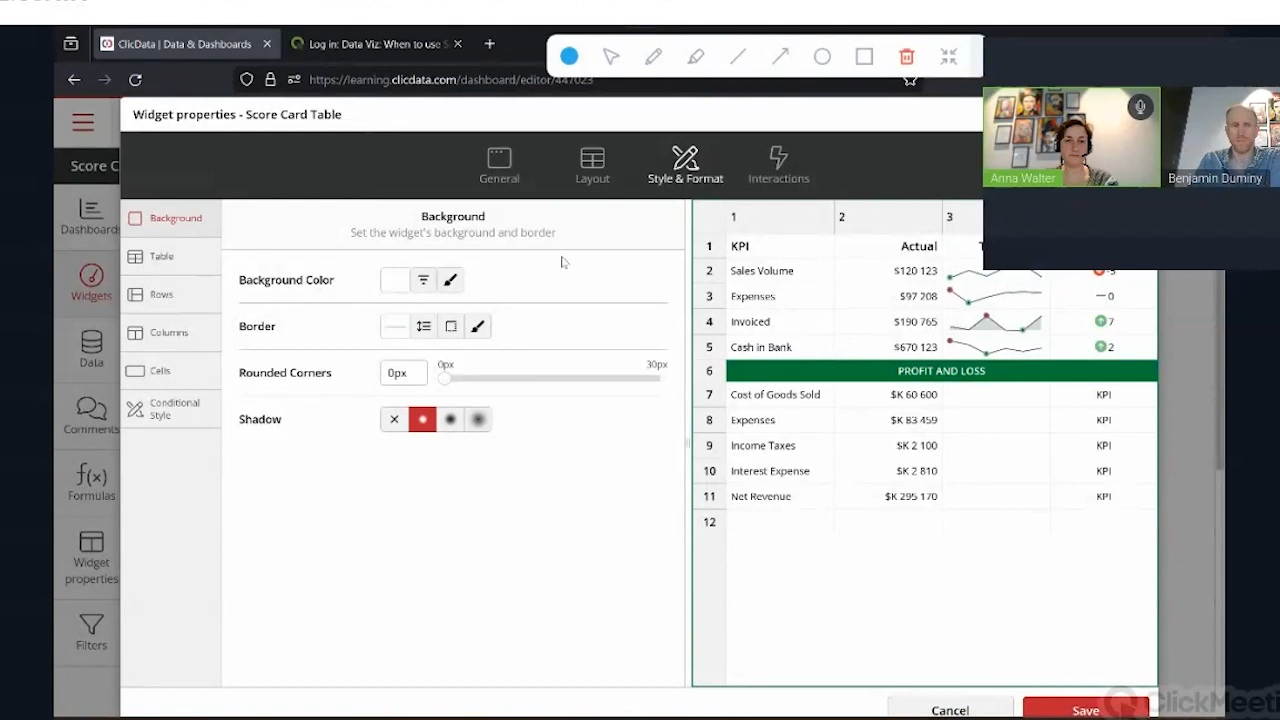 ClicData | Data & Dashboards
Log in: Data Viz: When to use
https://learning.clicdata.com/dashboard/editor/447023
Widget properties - Score Card Table
Anna Walter
Benjamin Duminy
Score C
General
Layout
Style & Format
Interactions
Dashboard
Widgets
Data
Comments
Formulas
Widget
properties
Filters
Background
Table
Rows
Columns
Cells
Conditional
Style
Background
Set the widget's background and border
Background Color
Border
Rounded Corners
0px
0px
30px
Shadow
1 2 3
1 KPI Actual
2 Sales Volume $120 123 -5
3 Expenses $97 208 0
4 Invoiced $190 765 7
5 Cash in Bank $670 123 2
6 PROFIT AND LOSS
7 Cost of Goods Sold $K 60 600 KPI
8 Expenses $K 83 459 KPI
9 Income Taxes $K 2 100 KPI
10 Interest Expense $K 2 810 KPI
11 Net Revenue $K 295 170 KPI
12
Cancel
Save
ClickMeeti